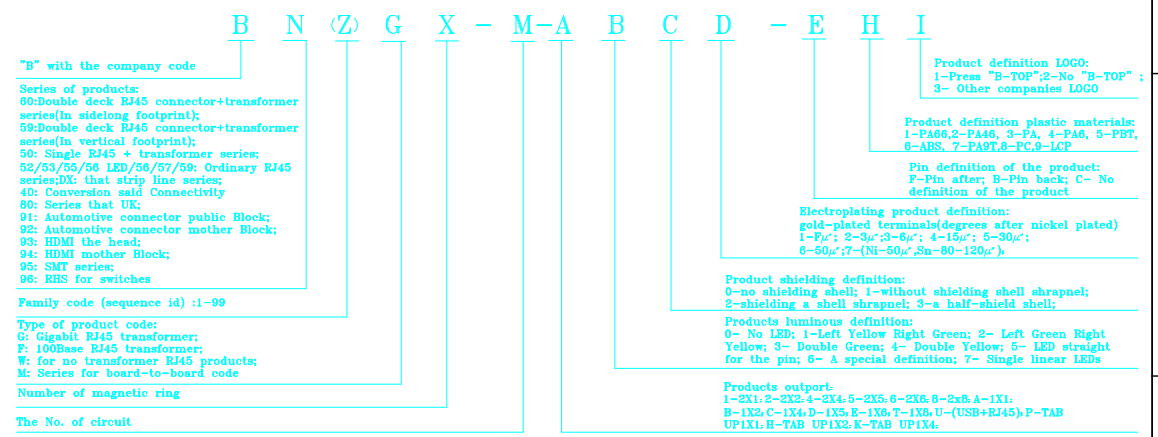 B N (Z) G X - M-A B C D - E H I
"B" with the company code
Series of products:
60:Double deck RJ45 connector+transformer
series(In sidelong footprint);
59:Double deck RJ45 connector+transformer
series(In vertical footprint);
50: Single RJ45 + transformer series;
52/53/55/56 LED/56/57/59: Ordinary RJ45
series;DX: that strip line series;
40: Conversion said Connectivity
80: Series that UK;
91: Automotive connector public Block;
92: Automotive connector mother Block;
93: HDMI the head;
94: HDMI mother Block;
95: SMT series;
96: RHS for switches
Family code (sequence id) :1-99
Type of product code:
G: Gigabit RJ45 transformer;
F: 100Base RJ45 transformer;
W: for no transformer RJ45 products;
M: Series for board-to-board code
Number of magnetic ring
The No. of circuit
Product definition LOGO:
1-Press "B-TOP";2-No "B-TOP" ;
3- Other companies LOGO
Product definition plastic materials:
1-PA66,2-PA46, 3-PA, 4-PA6, 5-PBT,
6-ABS, 7-PA9T,8-PC,9-LCP
Pin definition of the product:
F-Pin after; B-Pin back; C- No
definition of the product
Electroplating product definition:
gold-plated terminals(degrees after nickel plated)
1-Fμ"; 2-3μ";3-6μ"; 4-15μ"; 5-30μ";
6-50μ";7-(Ni-50μ",Sn-80-120μ");
Product shielding definition:
0-no shielding shell; 1-without shielding shell shrapnel;
2-shielding a shell shrapnel; 3-a half-shield shell;
Products luminous definition:
0- No LED; 1-Left Yellow Right Green; 2- Left Green Right
Yellow; 3- Double Green; 4- Double Yellow; 5- LED straight
for the pin; 6- A special definition; 7- Single linear LEDs
Products outport:
1-2X1; 2-2X2; 4-2X4; 5-2X5; 6-2X6; 8-2x8; A-1X1;
B-1X2; C-1X4; D-1X5; E-1X6; T-1X8; U-(USB+RJ45); P-TAB
UP1X1; H-TAB UP1X2; K-TAB UP1X4;